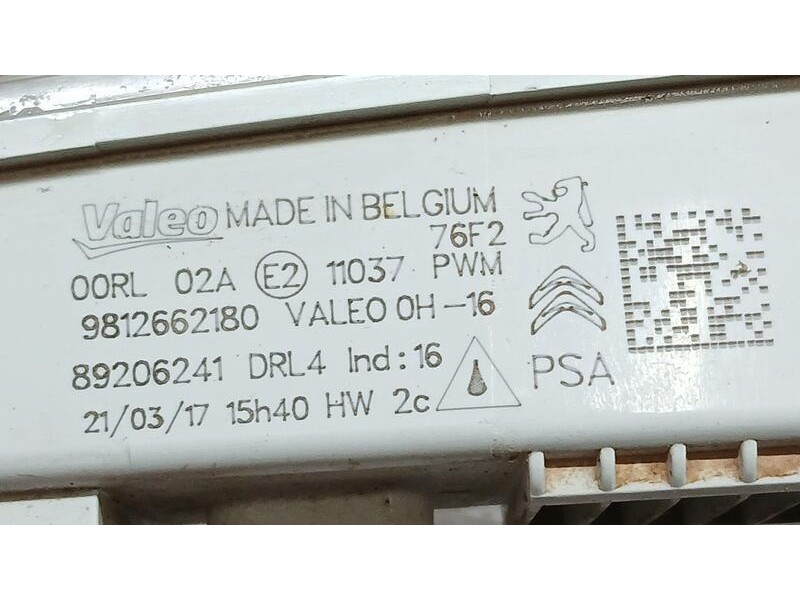 Valeo MADE IN BELGIUM
76F2
00RL 02A E2 11037 PWM
9812662180 VALEO 0H-16
89206241 DRL4 Ind:16
21/03/17 15h40 HW 2c
PSA